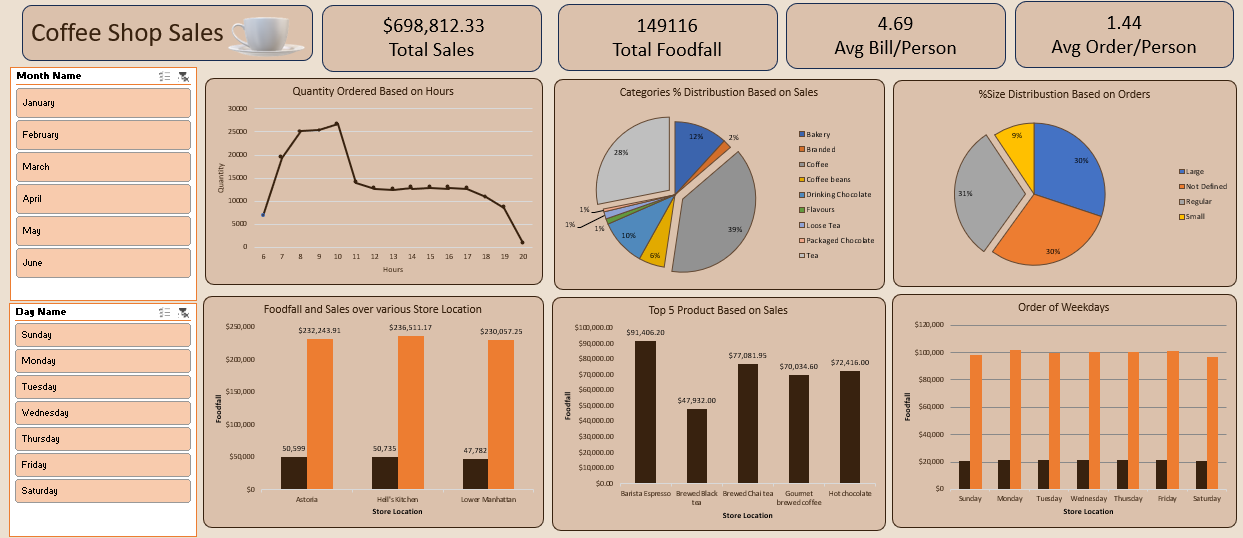 Coffee Shop Sales
$698,812.33
Total Sales
149116
Total Foodfall
4.69
Avg Bill/Person
1.44
Avg Order/Person
Month Name
January
February
March
April
May
June
Day Name
Sunday
Monday
Tuesday
Wednesday
Thursday
Friday
Saturday
Quantity Ordered Based on Hours
30000
25000
20000
15000
10000
5000
0
Quantity
6 7 8 9 10 11 12 13 14 15 16 17 18 19 20
Hours
Categories % Distribustion Based on Sales
12%
2%
39%
6%
10%
1%
1%
1%
28%
Bakery
Branded
Coffee
Coffee beans
Drinking Chocolate
Flavours
Loose Tea
Packaged Chocolate
Tea
%Size Distribustion Based on Orders
30%
30%
31%
9%
Large
Not Defined
Regular
Small
Foodfall and Sales over various Store Location
$250,000
$200,000
$150,000
$100,000
$50,000
$0
Foodfall
50,599
$232,243.91
50,735
$236,511.17
47,782
$230,057.25
Astoria
Hell's Kitchen
Lower Manhattan
Store Location
Top 5 Product Based on Sales
$100,000.00
$90,000.00
$80,000.00
$70,000.00
$60,000.00
$50,000.00
$40,000.00
$30,000.00
$20,000.00
$10,000.00
$0.00
Foodfall
$91,406.20
$47,932.00
$77,081.95
$70,034.60
$72,416.00
Barista Espresso
Brewed Black
tea
Brewed Chai tea
Gourmet
brewed coffee
Hot chocolate
Store Location
Order of Weekdays
$120,000
$100,000
$80,000
$60,000
$40,000
$20,000
$0
Foodfall
Sunday
Monday
Tuesday
Wednesday
Thursday
Friday
Saturday
Store Location